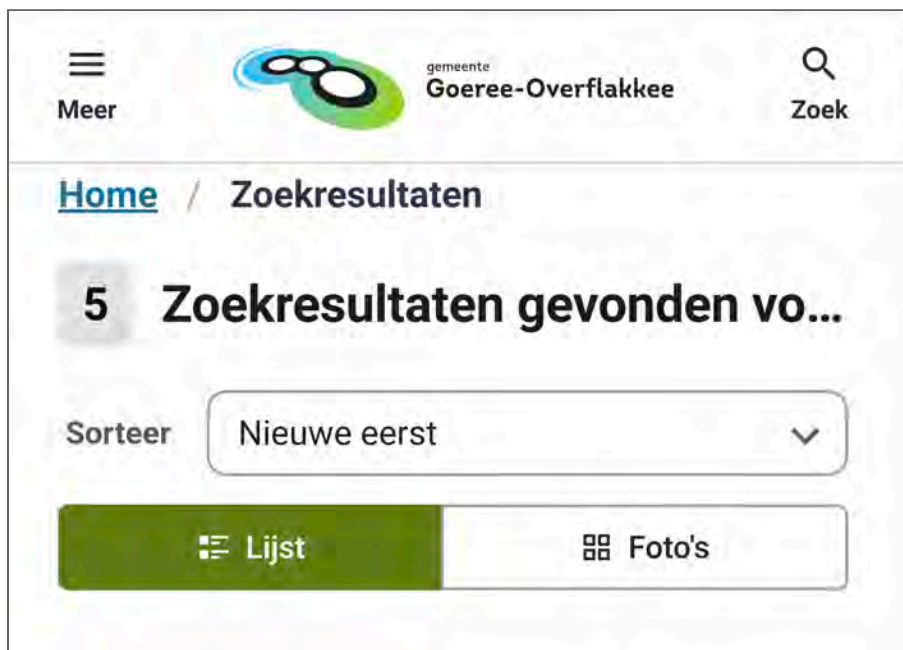 gemeente
Meer Goeree-Overflakkee Zoek
Home / Zoekresultaten
5 Zoekresultaten gevonden vo...
Sorteer Nieuwe eerst
Lijst Foto's